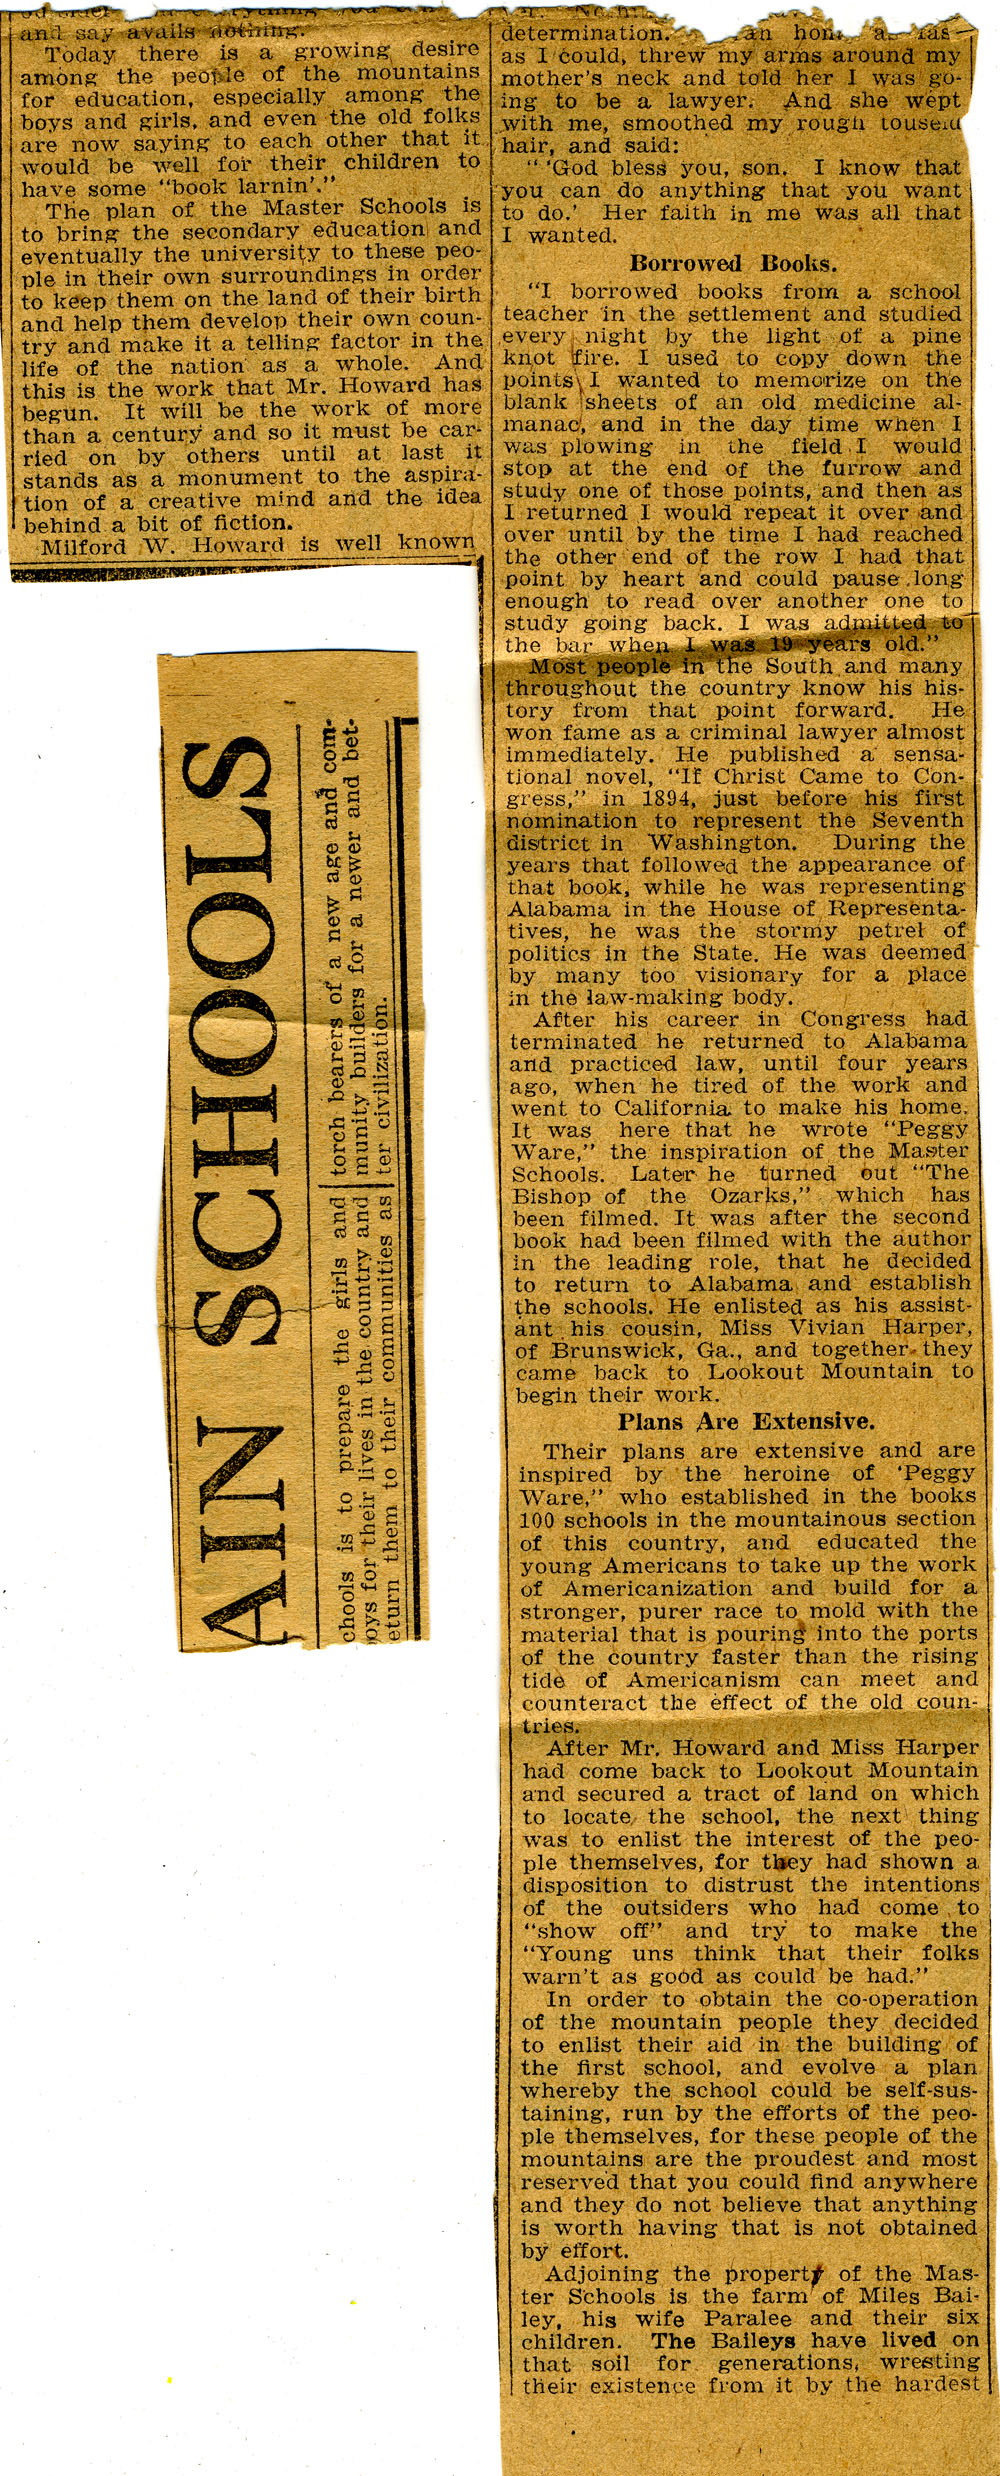 and say avails nothing.
Today there is a growing desire
among the people of the mountains
for education, especially among the
boys and girls, and even the old folks
are now saying to each other that it
would be well for their children to
have some "book larnin'."
The plan of the Master Schools is
to bring the secondary education and
eventually the university to these peo-
ple in their own surroundings in order
to keep them on the land of their birth
and help them develop their own coun-
try and make it a telling factor in the
life of the nation as a whole. And
this is the work that Mr. Howard has
begun. It will be the work of more
than a century and so it must be car-
ried on by others until at last it
stands as a monument to the aspira-
tion of a creative mind and the idea
behind a bit of fiction.
Milford W. Howard is well known
determination.
as I could, threw my arms around my
mother's neck and told her I was go-
ing to be a lawyer. And she wept
with me, smoothed my rough touseld
hair, and said:
"'God bless you, son. I know that
you can do anything that you want
to do.' Her faith in me was all that
I wanted.
Borrowed Books.
"I borrowed books from a school
teacher in the settlement and studied
every night by the light of a pine
knot fire. I used to copy down the
points I wanted to memorize on the
blank sheets of an old medicine al-
manac, and in the day time when I
was plowing in the field I would
stop at the end of the furrow and
study one of those points, and then as
I returned I would repeat it over and
over until by the time I had reached
the other end of the row I had that
point by heart and could pause long
enough to read over another one to
study going back. I was admitted to
the bar when I was 19 years old."
Most people in the South and many
throughout the country know his his-
tory from that point forward. He
won fame as a criminal lawyer almost
immediately. He published a sensa-
tional novel, "If Christ Came to Con-
gress," in 1894, just before his first
nomination to represent the Seventh
district in Washington. During the
years that followed the appearance of
that book, while he was representing
Alabama in the House of Representa-
tives, he was the stormy petrel of
politics in the State. He was deemed
by many too visionary for a place
in the law-making body.
After his career in Congress had
terminated he returned to Alabama
and practiced law, until four years
ago, when he tired of the work and
went to California to make his home.
It was here that he wrote "Peggy
Ware," the inspiration of the Master
Schools. Later he turned out "The
Bishop of the Ozarks," which has
been filmed. It was after the second
book had been filmed with the author
in the leading role, that he decided
to return to Alabama and establish
the schools. He enlisted as his assist-
ant his cousin, Miss Vivian Harper,
of Brunswick, Ga., and together they
came back to Lookout Mountain to
begin their work.
Plans Are Extensive.
Their plans are extensive and are
inspired by the heroine of 'Peggy
Ware," who established in the books
100 schools in the mountainous section
of this country, and educated the
young Americans to take up the work
of Americanization and build for a
stronger, purer race to mold with the
material that is pouring into the ports
of the country faster than the rising
tide of Americanism can meet and
counteract the effect of the old coun-
tries.
After Mr. Howard and Miss Harper
had come back to Lookout Mountain
and secured a tract of land on which
to locate the school, the next thing
was to enlist the interest of the peo-
ple themselves, for they had shown a
disposition to distrust the intentions
of the outsiders who had come to
"show off" and try to make the
"Young uns think that their folks
warn't as good as could be had."
In order to obtain the co-operation
of the mountain people they decided
to enlist their aid in the building of
the first school, and evolve a plan
whereby the school could be self-sus-
taining, run by the efforts of the peo-
ple themselves, for these people of the
mountains are the proudest and most
reserved that you could find anywhere
and they do not believe that anything
is worth having that is not obtained
by effort.
Adjoining the property of the Mas-
ter Schools is the farm of Miles Bai-
ley, his wife Paralee and their six
children. The Baileys have lived on
that soil for generations, wresting
their existence from it by the hardest
AIN SCHOOLS
chools is to prepare the girls and
oys for their lives in the country and
eturn them to their communities as
torch bearers of a new age and com-
munity builders for a newer and bet-
ter civilization.